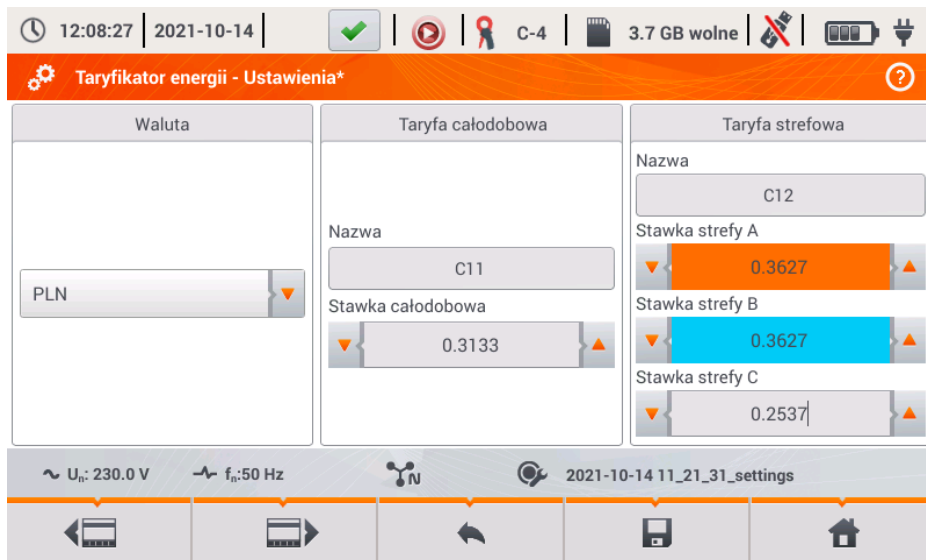 12:08:27 2021-10-14 C-4 3.7 GB wolne
Taryfikator energii - Ustawienia*
Waluta
PLN
Taryfa całodobowa
Nazwa
C11
Stawka całodobowa
0.3133
Taryfa strefowa
Nazwa
C12
Stawka strefy A
0.3627
Stawka strefy B
0.3627
Stawka strefy C
0.2537
Un: 230.0 V fn:50 Hz N 2021-10-14 11_21_31_settings